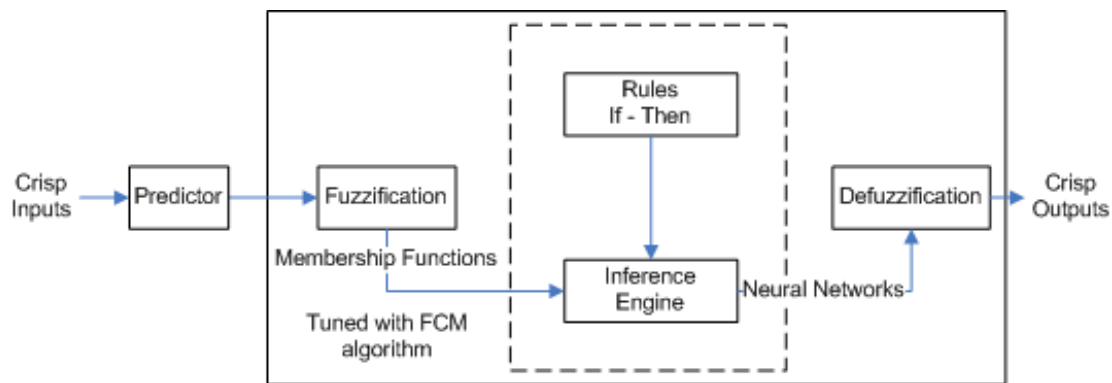 Crisp
Inputs
Predictor
Fuzzification
Membership Functions
Tuned with FCM
algorithm
Rules
If - Then
Inference
Engine
Neural Networks
Defuzzification
Crisp
Outputs